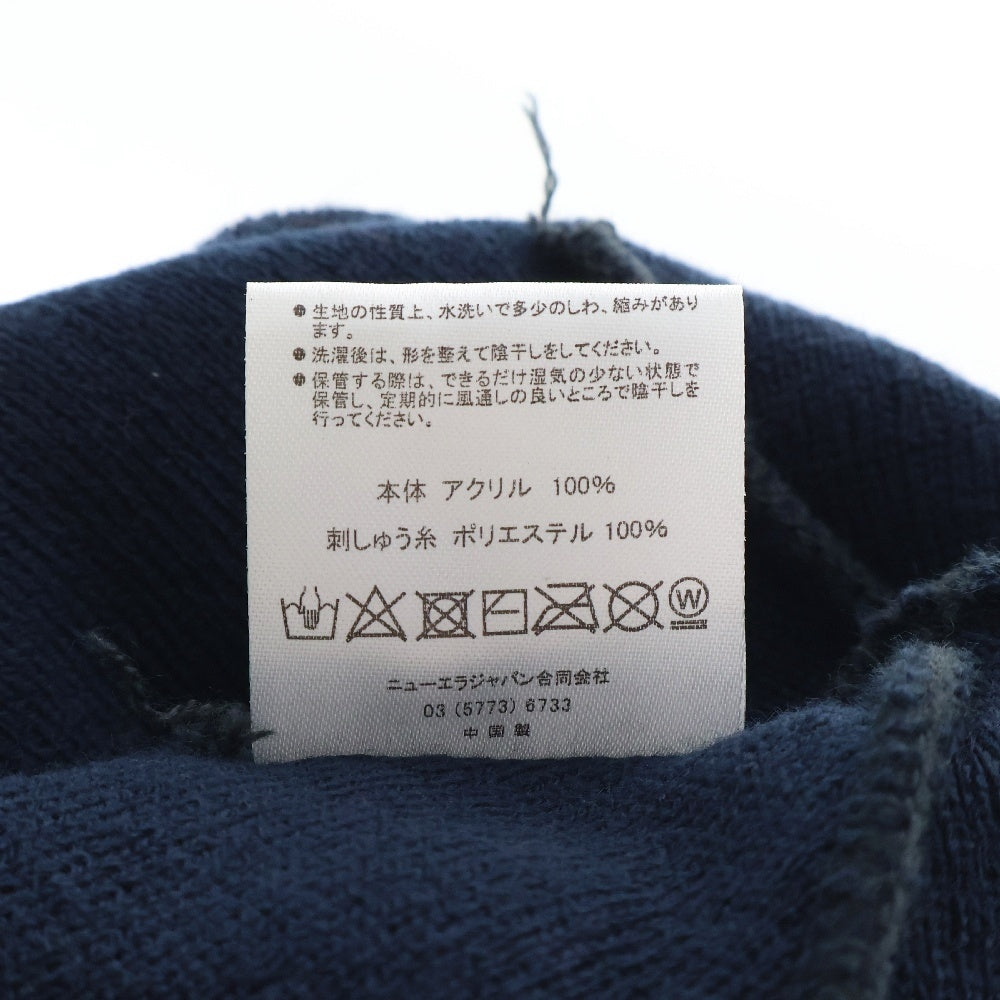 ● 生地の性質上、水洗いで多少のしわ、縮みがあり
ます。
● 洗濯後は、形を整えて陰干しをしてください。
● 保管する際は、できるだけ湿気の少ない状態で
保管し、定期的に風通しの良いところで陰干しを
行ってください。
本体 アクリル 100%
刺しゅう糸 ポリエステル 100%
W
ニューエラジャパン合同会社
03 (5773) 6733
中国製